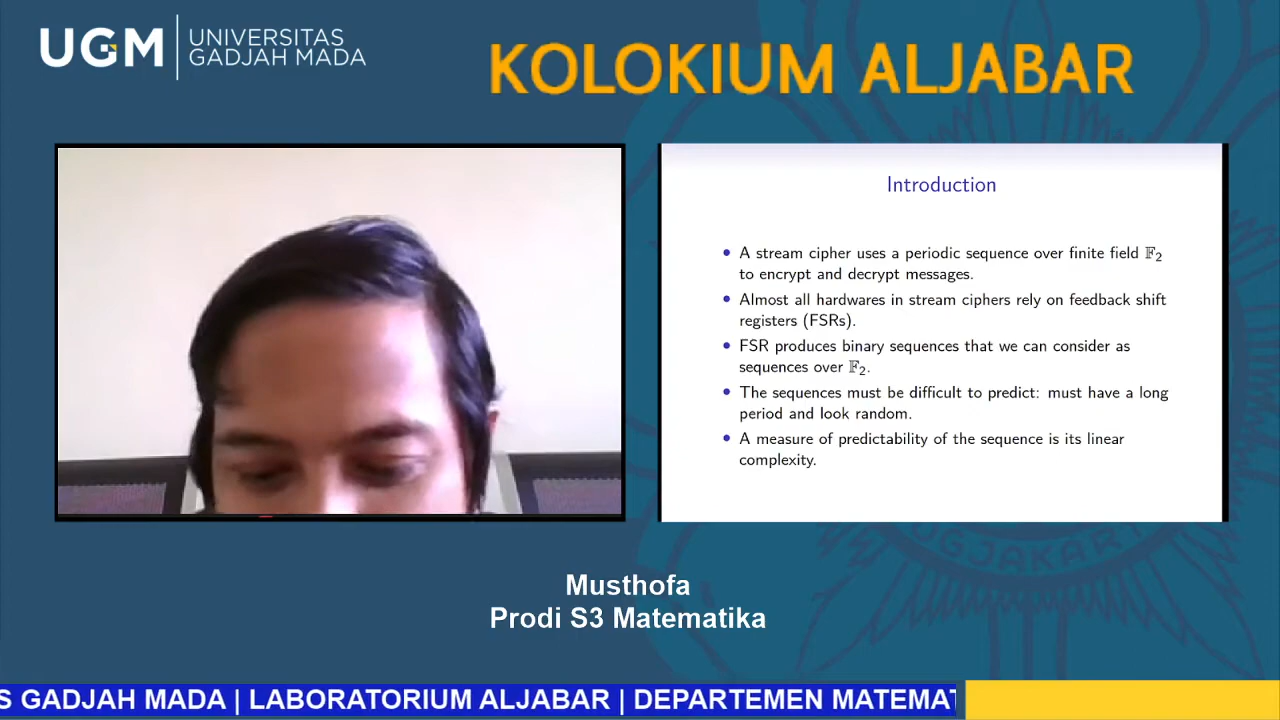 UGM
UNIVERSITAS
GADJAH MADA
KOLOKIUM ALJABAR
Introduction
• A stream cipher uses a periodic sequence over finite field 𝔽₂
to encrypt and decrypt messages.
• Almost all hardwares in stream ciphers rely on feedback shift
registers (FSRs).
• FSR produces binary sequences that we can consider as
sequences over 𝔽₂.
• The sequences must be difficult to predict: must have a long
period and look random.
• A measure of predictability of the sequence is its linear
complexity.
Musthofa
Prodi S3 Matematika
S GADJAH MADA | LABORATORIUM ALJABAR | DEPARTEMEN MATEMAT